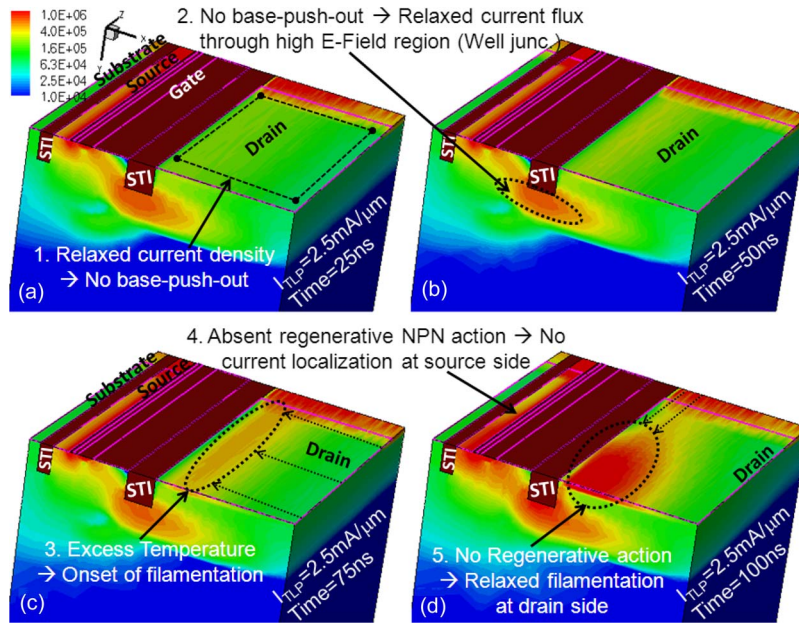 2. No base-push-out → Relaxed current flux
through high E-Field region (Well junc.)
1.0E+06
4.0E+05
1.6E+05
6.3E+04
2.5E+04
1.0E+04
Z
X
Y
Substrate
Source
Gate
Drain
STI
STI
1. Relaxed current density
→ No base-push-out
(a)
I_TLP=2.5mA/μm
Time=25ns
STI
STI
Drain
(b)
I_TLP=2.5mA/μm
Time=50ns
4. Absent regenerative NPN action → No
current localization at source side
Substrate
Source
Drain
STI
STI
3. Excess Temperature
→ Onset of filamentation
(c)
I_TLP=2.5mA/μm
Time=75ns
STI
STI
Drain
5. No Regenerative action
→ Relaxed filamentation
at drain side
(d)
I_TLP=2.5mA/μm
Time=100ns